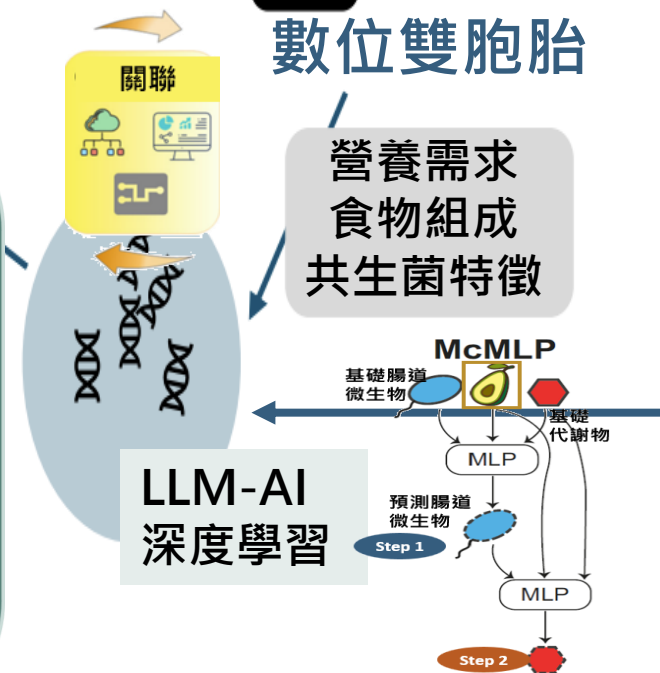 數位雙胞胎
關聯
營養需求
食物組成
共生菌特徵
McMLP
基礎腸道
微生物
基礎
代謝物
MLP
預測腸道
微生物
Step 1
LLM-AI
深度學習
MLP
Step 2